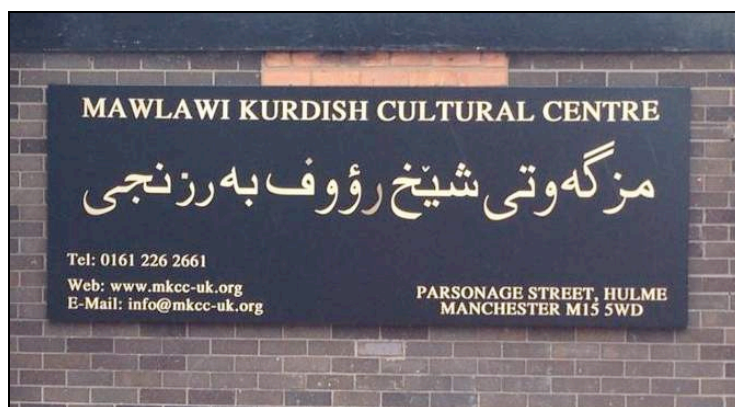 MAWLAWI KURDISH CULTURAL CENTRE
مزگەوتی شێخ رؤووف بەرزنجی
Tel: 0161 226 2661
Web: www.mkcc-uk.org
E-Mail: info@mkcc-uk.org
PARSONAGE STREET, HULME
MANCHESTER M15 5WD